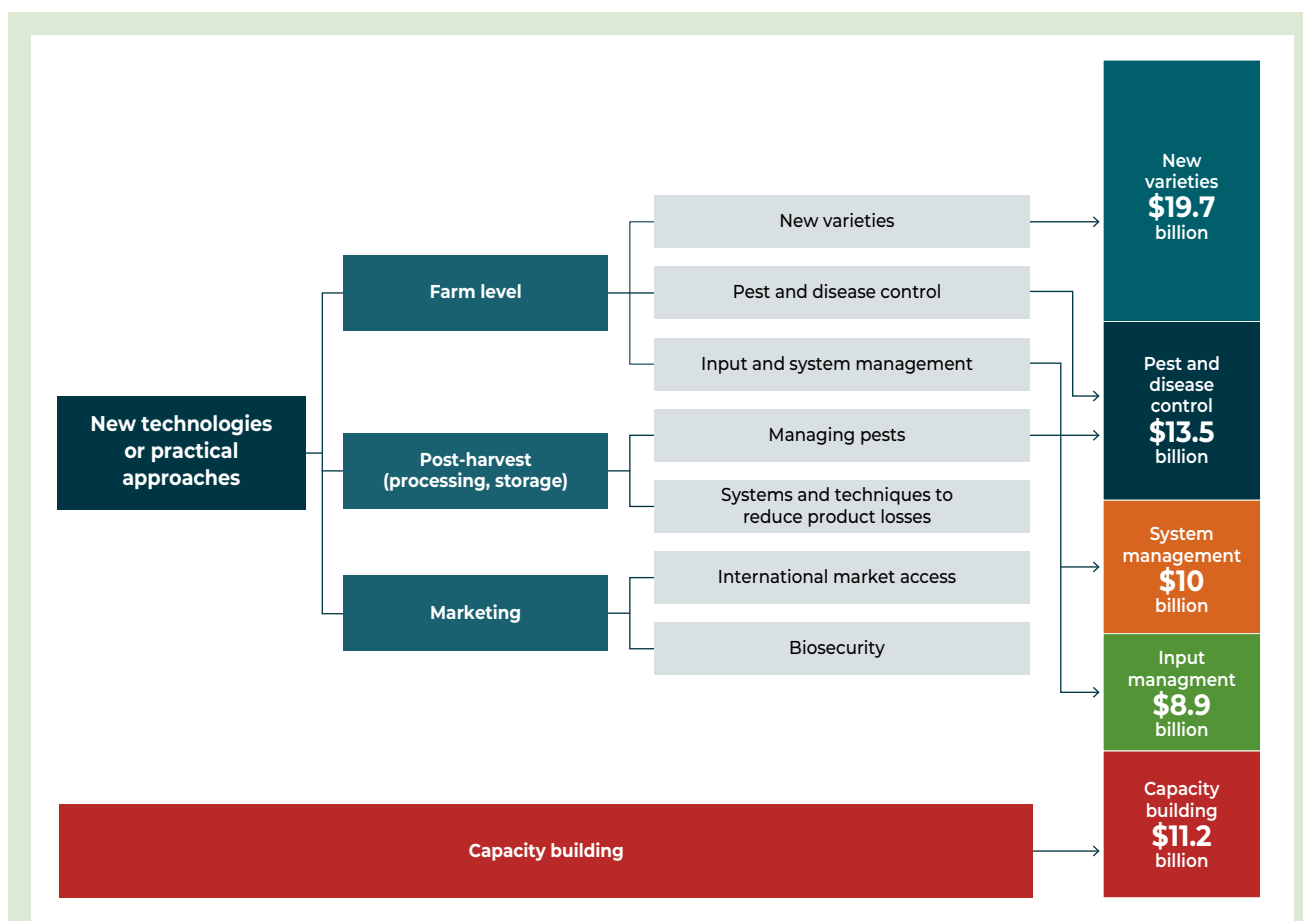 New technologies
or practical
approaches
Farm level
Post-harvest
(processing, storage)
Marketing
New varieties
Pest and disease control
Input and system management
Managing pests
Systems and techniques to
reduce product losses
International market access
Biosecurity
Capacity building
New
varieties
$19.7
billion
Pest and
disease
control
$13.5
billion
System
management
$10
billion
Input
managment
$8.9
billion
Capacity
building
$11.2
billion